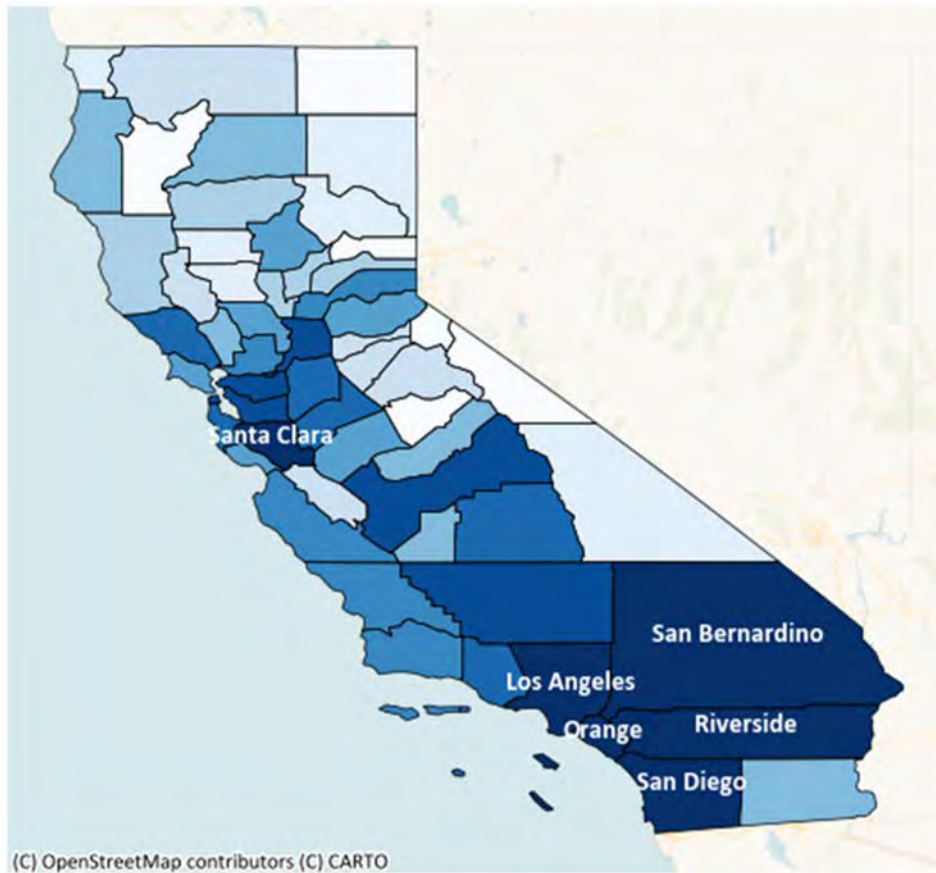 Santa Clara
San Bernardino
Los Angeles
Orange
Riverside
San Diego
(C) OpenStreetMap contributors (C) CARTO